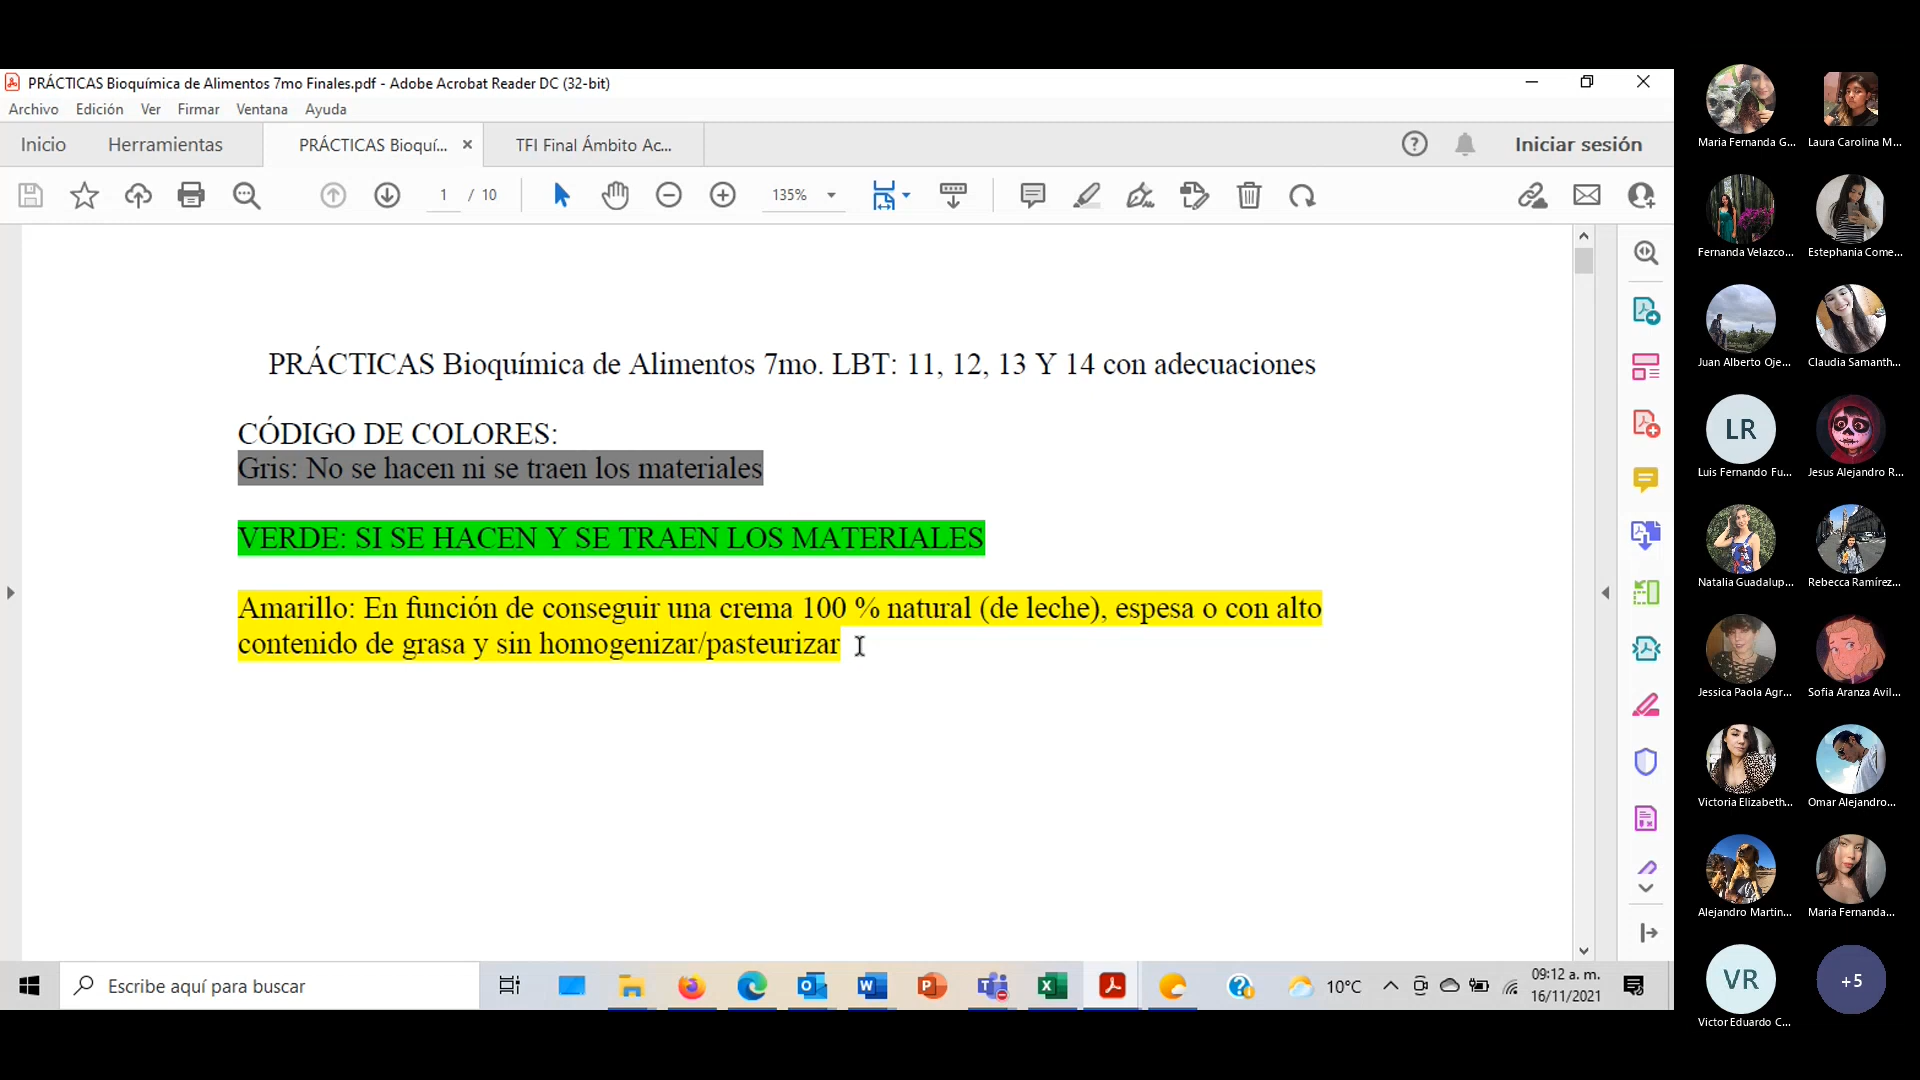 PRÁCTICAS Bioquímica de Alimentos 7mo Finales.pdf - Adobe Acrobat Reader DC (32-bit)
Archivo Edición Ver Firmar Ventana Ayuda
Inicio Herramientas PRÁCTICAS Bioquí... TFI Final Ámbito Ac... Iniciar sesión
1 / 10 135%
PRÁCTICAS Bioquímica de Alimentos 7mo. LBT: 11, 12, 13 Y 14 con adecuaciones
CÓDIGO DE COLORES:
Gris: No se hacen ni se traen los materiales
VERDE: SI SE HACEN Y SE TRAEN LOS MATERIALES
Amarillo: En función de conseguir una crema 100 % natural (de leche), espesa o con alto
contenido de grasa y sin homogenizar/pasteurizar
Escribe aquí para buscar
10°C
09:12 a. m.
16/11/2021
Maria Fernanda G... Laura Carolina M...
Fernanda Velazco... Estephania Come...
Juan Alberto Oje... Claudia Samanth...
LR
Luis Fernando Fu... Jesus Alejandro R...
Natalia Guadalup... Rebecca Ramírez...
Jessica Paola Agr... Sofia Aranza Avil...
Victoria Elizabeth... Omar Alejandro...
Alejandro Martin... Maria Fernanda...
VR +5
Victor Eduardo C...